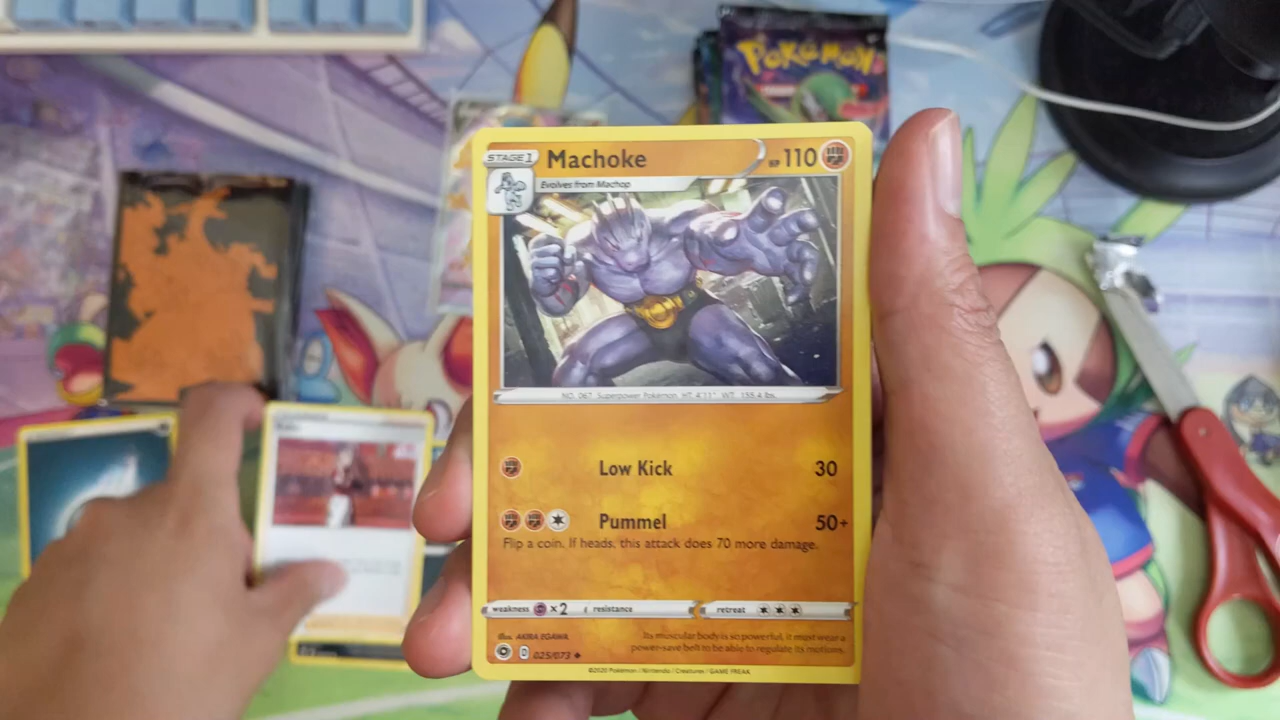 Pokémon
STAGE 1 Machoke HP 110
Evolves from Machop
NO. 067 Superpower Pokémon HT: 4'11" WT: 155.4 lbs.
Low Kick 30
Pummel 50+
Flip a coin. If heads, this attack does 70 more damage.
weakness ×2 resistance retreat
Illus. AKIRA EGAWA
Its muscular body is so powerful, it must wear a
power-save belt to be able to regulate its motions.
D 025/073
©2020 Pokémon / Nintendo / Creatures / GAME FREAK